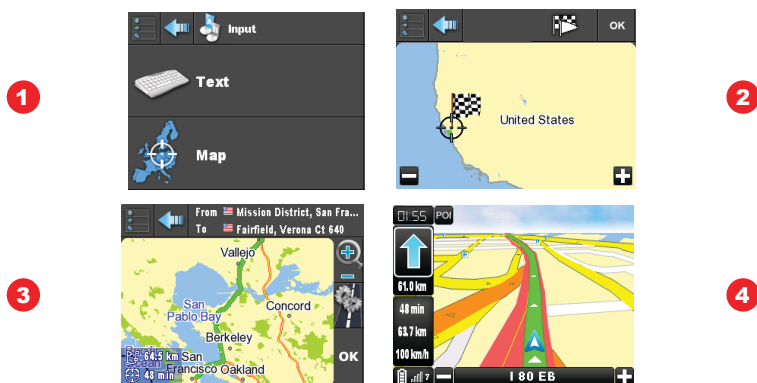 1
Input
Text
Map
2
OK
United States
3
From Mission District, San Fra...
To Fairfield, Verona Ct 640
Vallejo
San
Pablo Bay
Concord
Berkeley
64.5 km San
Francisco Oakland
48 min
OK
4
01:55 POI
P
P
61.0 km
48 min
63.7 km
100 km/h
7
I 80 EB